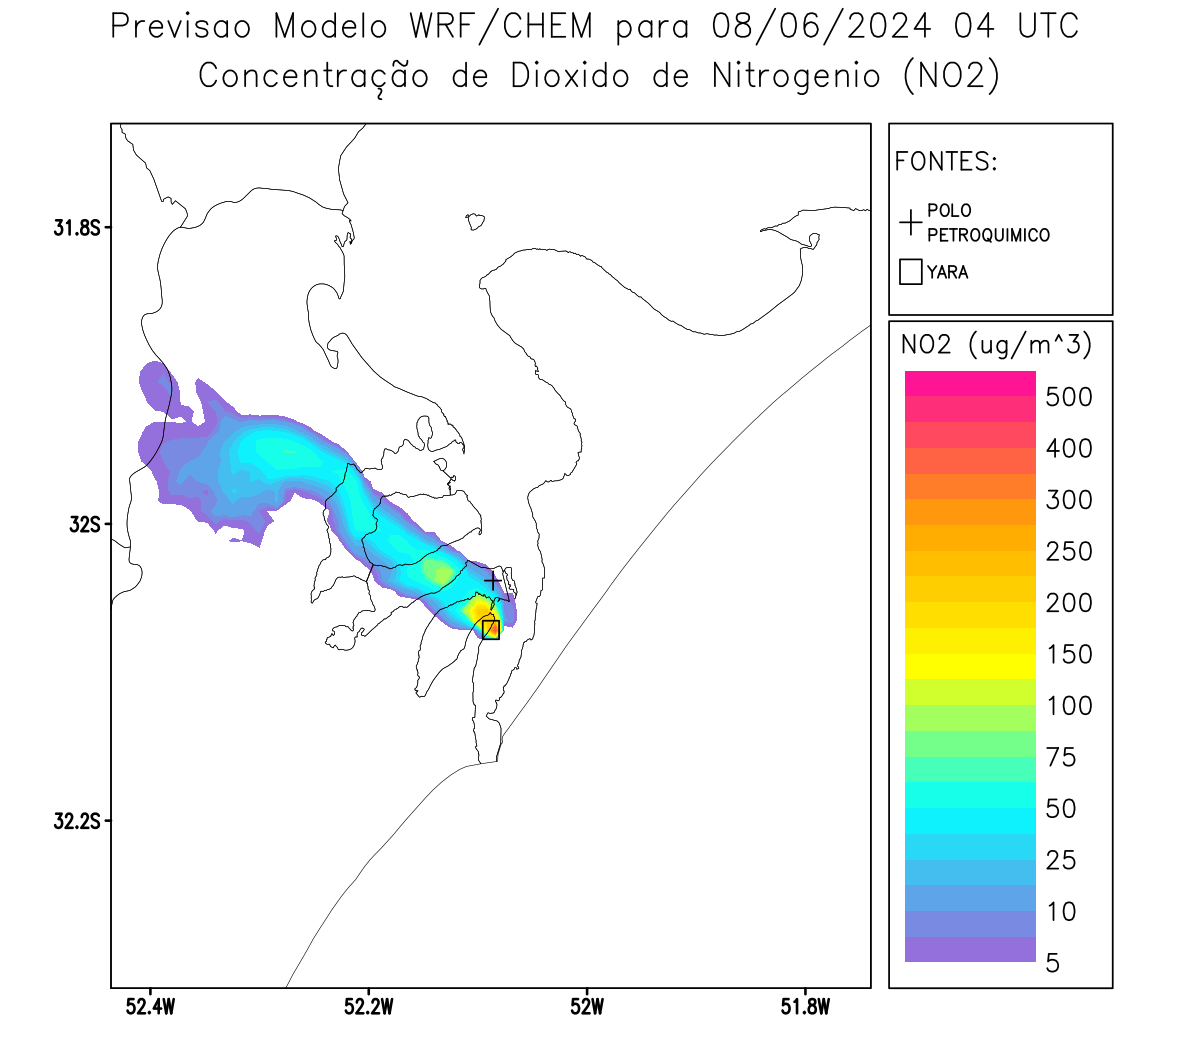 Previsao Modelo WRF/CHEM para 08/06/2024 04 UTC
Concentração de Dioxido de Nitrogenio (NO2)
FONTES:
POLO
PETROQUIMICO
YARA
NO2 (ug/m^3)
500
400
300
250
200
150
100
75
50
25
10
5
31.8S
32S
32.2S
52.4W
52.2W
52W
51.8W